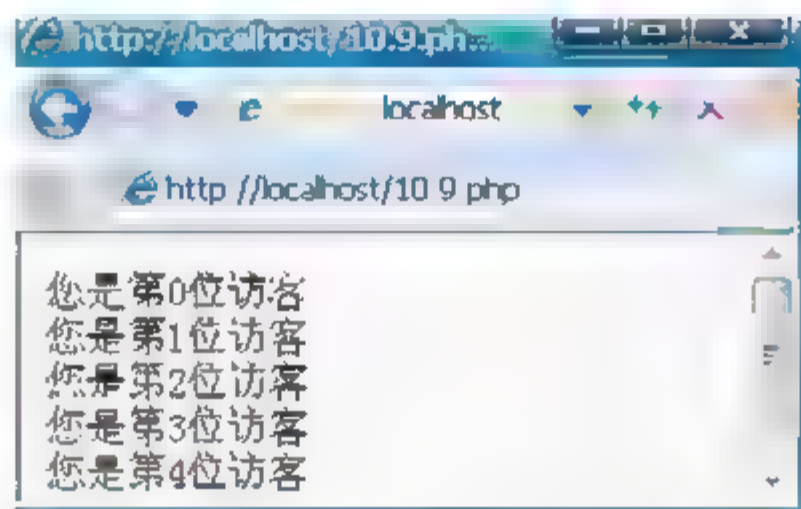 http://localhost/10.9.ph...
localhost
http //localhost/10 9 php
您是第0位访客
您是第1位访客
您是第2位访客
您是第3位访客
您是第4位访客